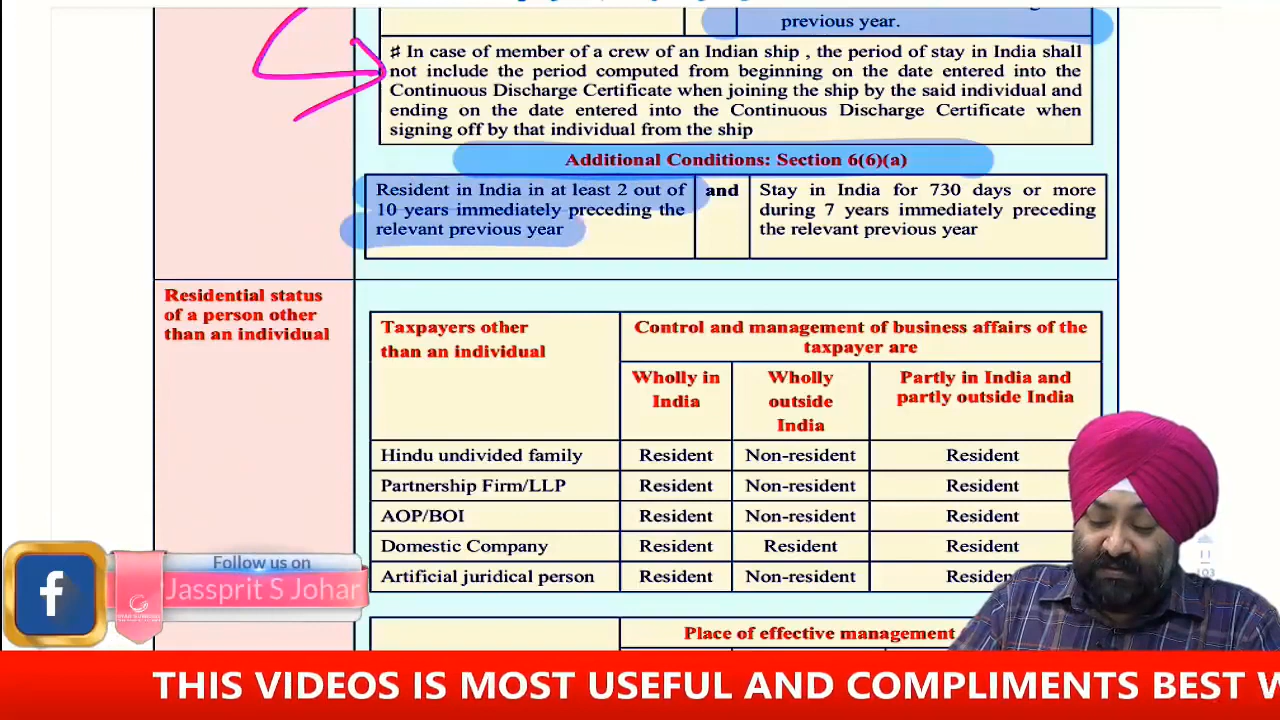 previous year.
♯ In case of member of a crew of an Indian ship , the period of stay in India shall
not include the period computed from beginning on the date entered into the
Continuous Discharge Certificate when joining the ship by the said individual and
ending on the date entered into the Continuous Discharge Certificate when
signing off by that individual from the ship
Additional Conditions: Section 6(6)(a)
Resident in India in at least 2 out of
10 years immediately preceding the
relevant previous year
and
Stay in India for 730 days or more
during 7 years immediately preceding
the relevant previous year
Residential status
of a person other
than an individual
Taxpayers other
than an individual
Control and management of business affairs of the
taxpayer are
Wholly in
India
Wholly
outside
India
Partly in India and
partly outside India
Hindu undivided family Resident Non-resident Resident
Partnership Firm/LLP Resident Non-resident Resident
AOP/BOI Resident Non-resident Resident
Domestic Company Resident Resident Resident
Artificial juridical person Resident Non-resident Residen
Place of effective management
f
Follow us on
Jassprit S Johar
THIS VIDEOS IS MOST USEFUL AND COMPLIMENTS BEST